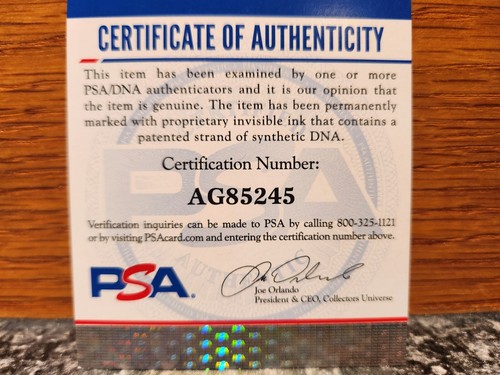 CERTIFICATE OF AUTHENTICITY
This item has been examined by one or more
PSA/DNA authenticators and it is our opinion that
the item is genuine. The item has been permanently
marked with proprietary invisible ink that contains a
patented strand of synthetic DNA.
Certification Number:
AG85245
Verification inquiries can be made to PSA by calling 800-325-1121
or by visiting PSAcard.com and entering the certification number above.
PSA.
Joe Orlando
President & CEO, Collectors Universe